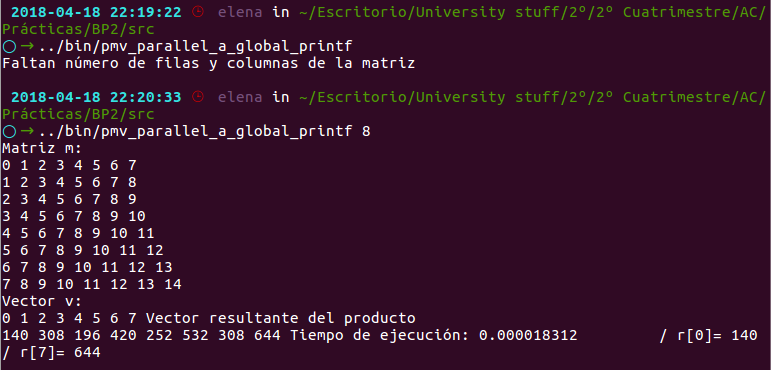 2018-04-18 22:19:22 elena in ~/Escritorio/University stuff/2º/2º Cuatrimestre/AC/
Prácticas/BP2/src
○ →../bin/pmv_parallel_a_global_printf
Faltan número de filas y columnas de la matriz
2018-04-18 22:20:33 elena in ~/Escritorio/University stuff/2º/2º Cuatrimestre/AC/
Prácticas/BP2/src
○ →../bin/pmv_parallel_a_global_printf 8
Matriz m:
0 1 2 3 4 5 6 7
1 2 3 4 5 6 7 8
2 3 4 5 6 7 8 9
3 4 5 6 7 8 9 10
4 5 6 7 8 9 10 11
5 6 7 8 9 10 11 12
6 7 8 9 10 11 12 13
7 8 9 10 11 12 13 14
Vector v:
0 1 2 3 4 5 6 7 Vector resultante del producto
140 308 196 420 252 532 308 644 Tiempo de ejecución: 0.000018312 / r[0]= 140
/ r[7]= 644